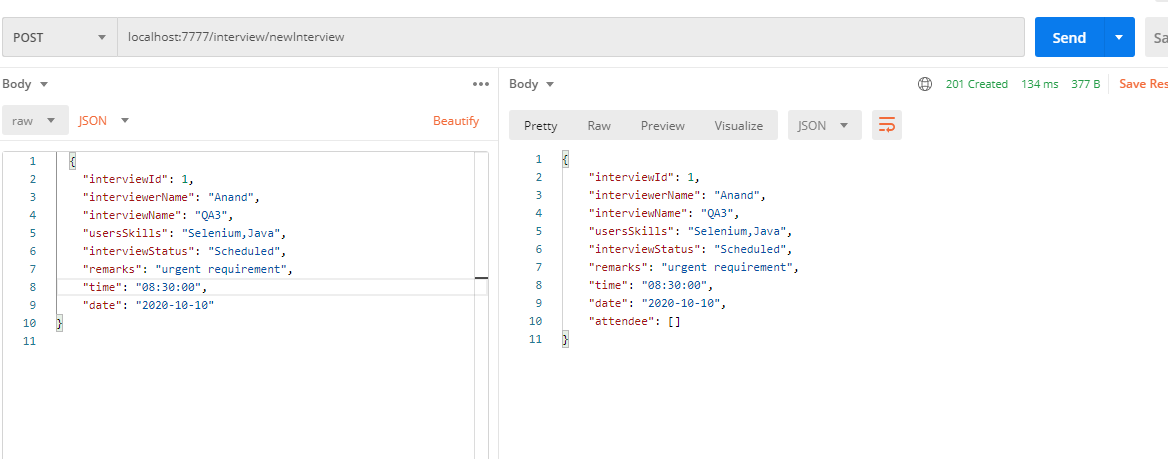 POST localhost:7777/interview/newInterview Send Sa
Body ••• Body 201 Created 134 ms 377 B Save Res
raw JSON Beautify Pretty Raw Preview Visualize JSON
1 {
2 "interviewId": 1,
3 "interviewerName": "Anand",
4 "interviewName": "QA3",
5 "usersSkills": "Selenium,Java",
6 "interviewStatus": "Scheduled",
7 "remarks": "urgent requirement",
8 "time": "08:30:00",
9 "date": "2020-10-10"
10 }
11
1 {
2 "interviewId": 1,
3 "interviewerName": "Anand",
4 "interviewName": "QA3",
5 "usersSkills": "Selenium,Java",
6 "interviewStatus": "Scheduled",
7 "remarks": "urgent requirement",
8 "time": "08:30:00",
9 "date": "2020-10-10",
10 "attendee": []
11 }